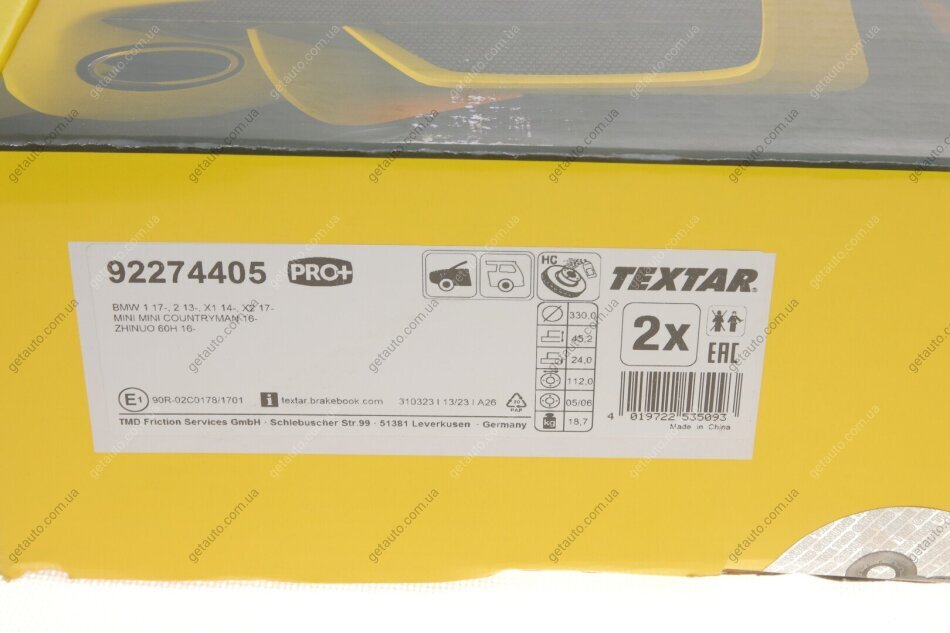 92274405 PRO+
BMW 1 17-, 2 13-, X1 14-, X2 17-
MINI MINI COUNTRYMAN 16-
ZHINUO 60H 16-
E1 90R-02C0178/1701
i textar.brakebook.com
310323 | 13/23 | A26
20
PAP
TMD Friction Services GmbH · Schlebuscher Str.99 · 51381 Leverkusen · Germany
HC
330,0
45,2
24,0
112,0
05/06
kg 18,7
TEXTAR
2x
EAC
4 019722 535093
Made in China
getauto.com.ua